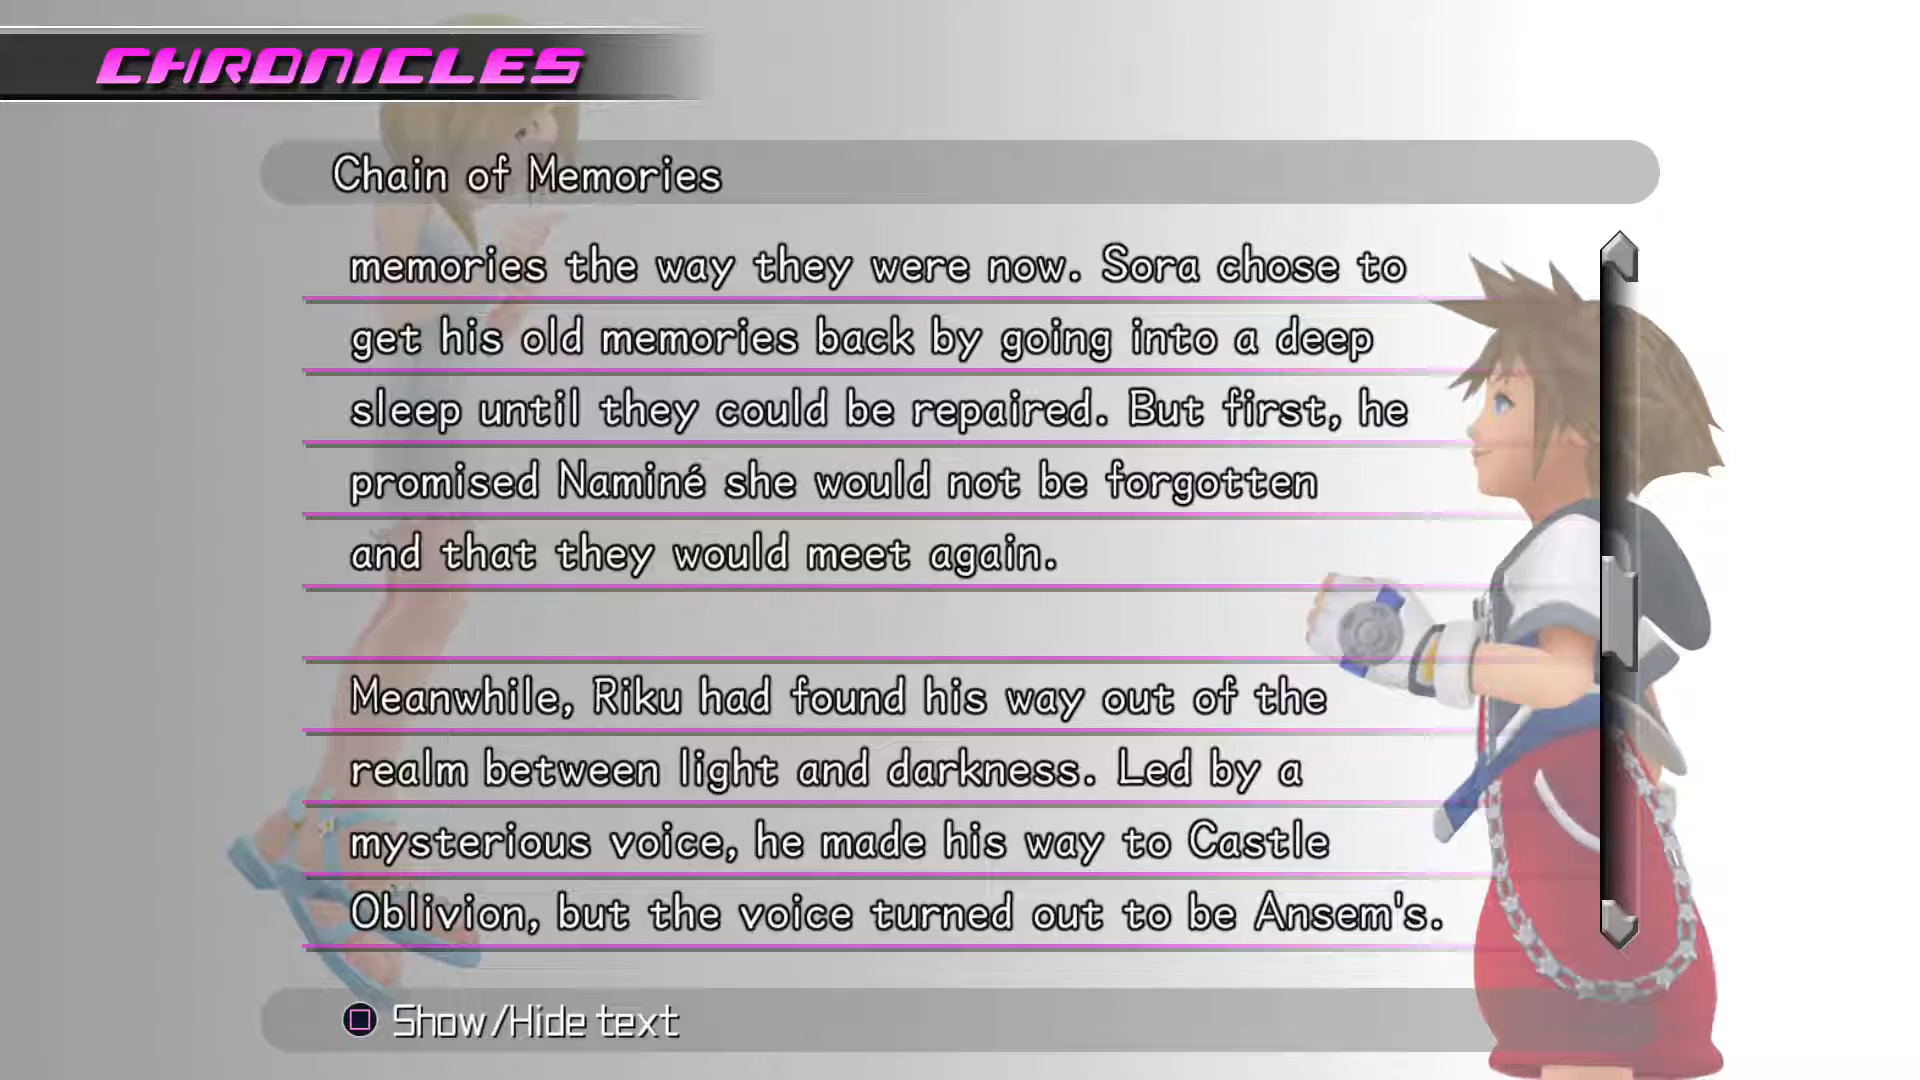 CHRONICLES
Chain of Memories
memories the way they were now. Sora chose to
get his old memories back by going into a deep
sleep until they could be repaired. But first, he
promised Naminé she would not be forgotten
and that they would meet again.
Meanwhile, Riku had found his way out of the
realm between light and darkness. Led by a
mysterious voice, he made his way to Castle
Oblivion, but the voice turned out to be Ansem's.
Show/Hide text